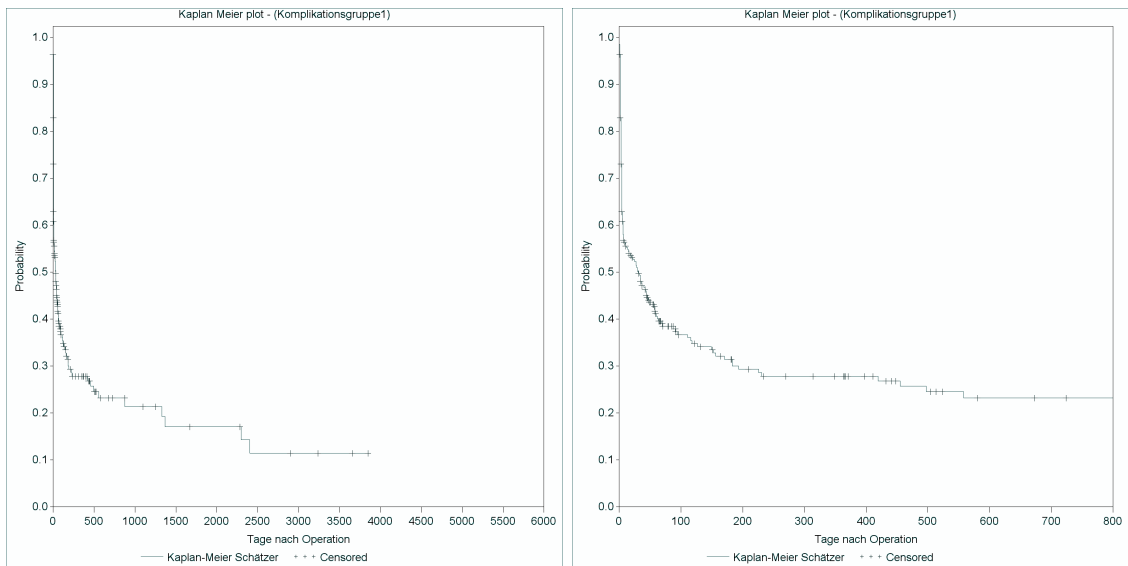 Kaplan Meier plot - (Komplikationsgruppe1)
1.0
0.9
0.8
0.7
0.6
0.5
0.4
0.3
0.2
0.1
0.0
Probability
0 500 1000 1500 2000 2500 3000 3500 4000 4500 5000 5500 6000
Tage nach Operation
Kaplan-Meier Schätzer + + + Censored
Kaplan Meier plot - (Komplikationsgruppe1)
1.0
0.9
0.8
0.7
0.6
0.5
0.4
0.3
0.2
0.1
0.0
Probability
0 100 200 300 400 500 600 700 800
Tage nach Operation
Kaplan-Meier Schätzer + + + Censored